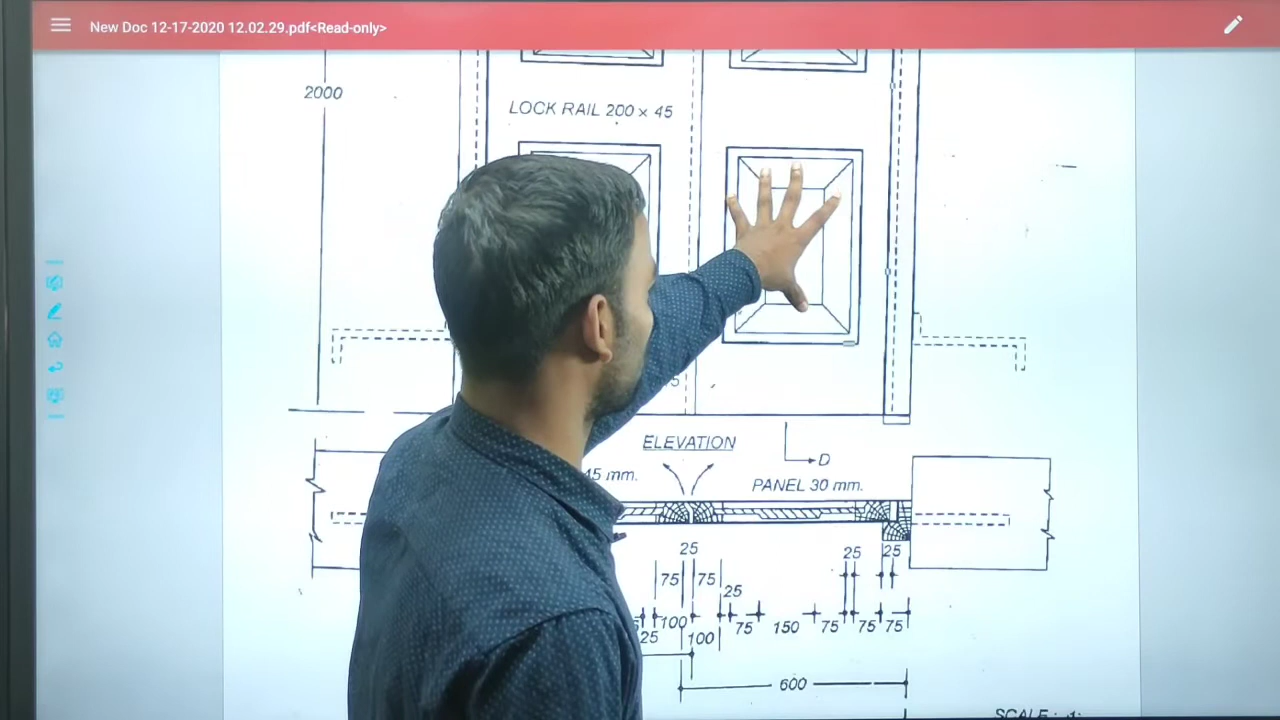 New Doc 12-17-2020 12.02.29.pdf<Read-only>
2000
LOCK RAIL 200 × 45
ELEVATION
D
45 mm.
PANEL 30 mm.
25
25
25
75
75
25
100
75
150
75
75
75
25
100
600
SCALE :